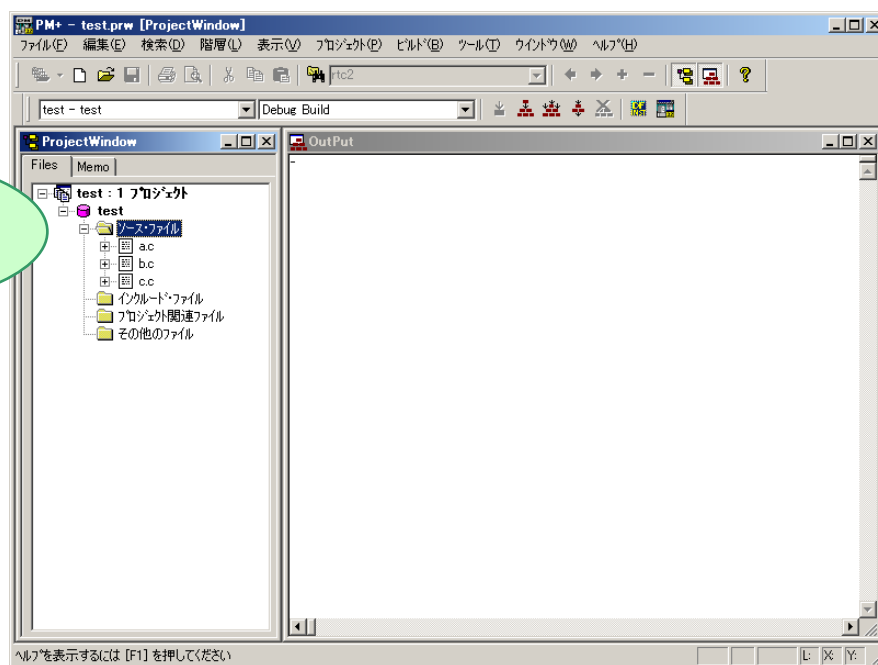 PM+ - test.prw [ProjectWindow]
ﾌｧｲﾙ(F) 編集(E) 検索(D) 階層(L) 表示(V) ﾌﾟﾛｼﾞｪｸﾄ(P) ﾋﾞﾙﾄﾞ(B) ﾂｰﾙ(T) ｳｲﾝﾄﾞｳ(W) ﾍﾙﾌﾟ(H)
rtc2
test - test Debug Build
ProjectWindow
OutPut
Files Memo
test : 1 ﾌﾟﾛｼﾞｪｸﾄ
test
ｿｰｽ･ﾌｧｲﾙ
a.c
b.c
c.c
ｲﾝｸﾙｰﾄﾞ･ﾌｧｲﾙ
ﾌﾟﾛｼﾞｪｸﾄ関連ﾌｧｲﾙ
その他のﾌｧｲﾙ
ﾍﾙﾌﾟを表示するには [F1] を押してください L: X: Y: